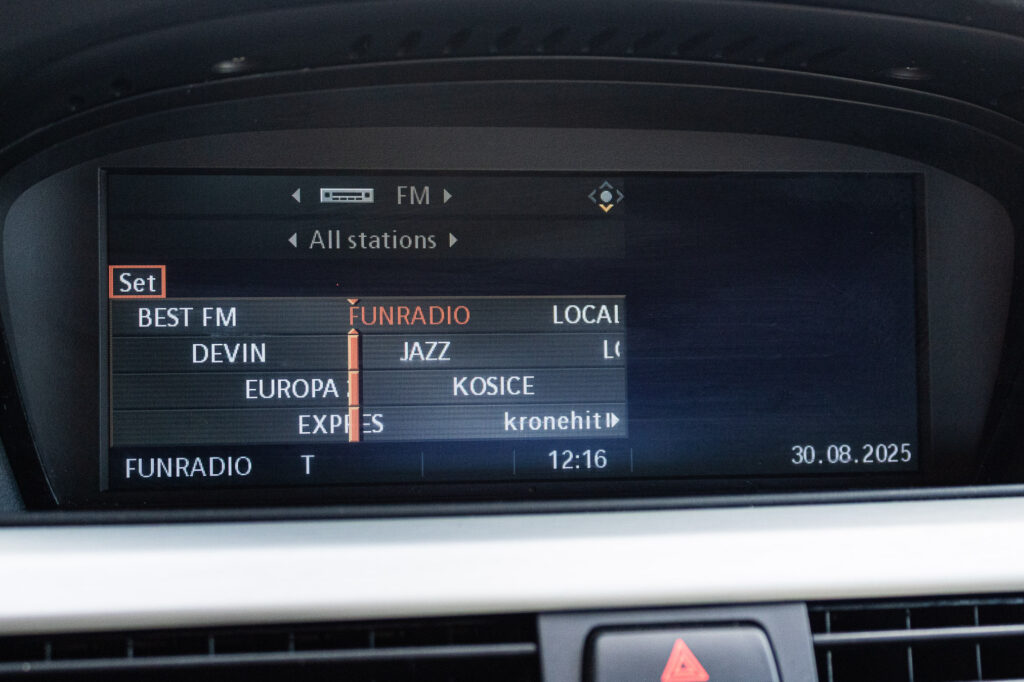 FM
All stations
Set
BEST FM FUNRADIO LOCAL
DEVIN JAZZ
EUROPA KOSICE
EXPRES kronehit
FUNRADIO T 12:16 30.08.2025